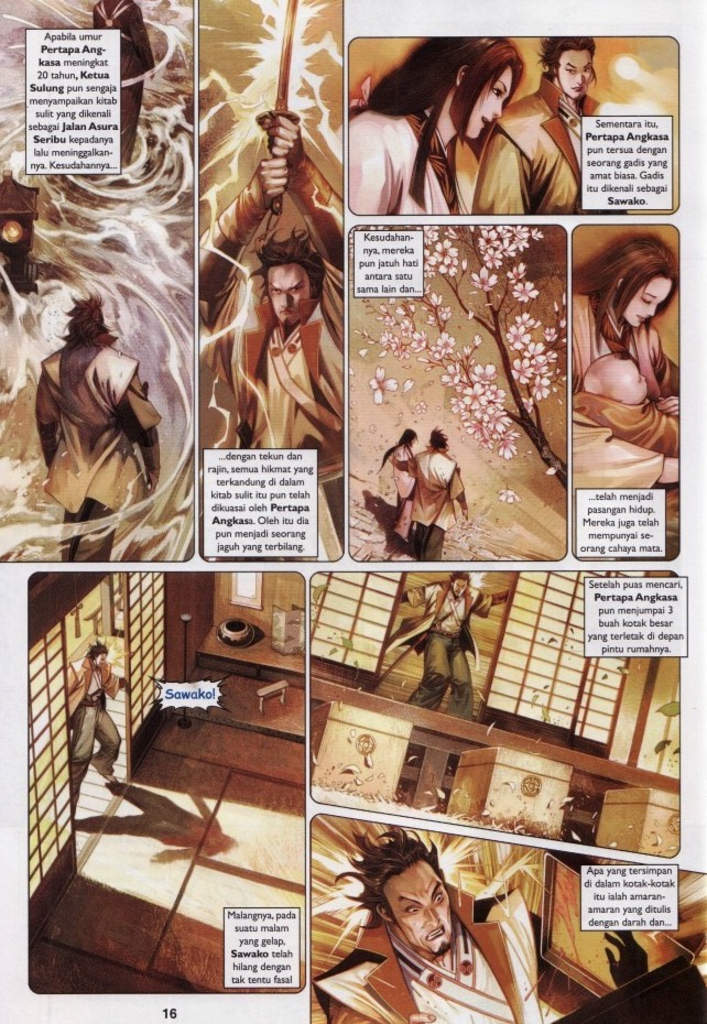 Apabila umur
Pertapa Ang-
kasa meningkat
20 tahun, Ketua
Sulung pun sengaja
menyampaikan kitab
sulit yang dikenali
sebagai Jalan Asura
Seribu kepadanya
lalu meninggalkan-
nya. Kesudahannya...
...dengan tekun dan
rajin, semua hikmat yang
terkandung di dalam
kitab sulit itu pun telah
dikuasai oleh Pertapa
Angkasa. Oleh itu dia
pun menjadi seorang
jaguh yang terbilang.
Sementara itu,
Pertapa Angkasa
pun tersua dengan
seorang gadis yang
amat biasa. Gadis
itu dikenali sebagai
Sawako.
Kesudahan-
nya, mereka
pun jatuh hati
antara satu
sama lain dan...
...telah menjadi
pasangan hidup.
Mereka juga telah
mempunyai se-
orang cahaya mata.
Sawako!
Malangnya, pada
suatu malam
yang gelap,
Sawako telah
hilang dengan
tak tentu fasal
Setelah puas mencari,
Pertapa Angkasa
pun menjumpai 3
buah kotak besar
yang terletak di depan
pintu rumahnya.
Apa yang tersimpan
di dalam kotak-kotak
itu ialah amaran-
amaran yang ditulis
dengan darah dan...
16